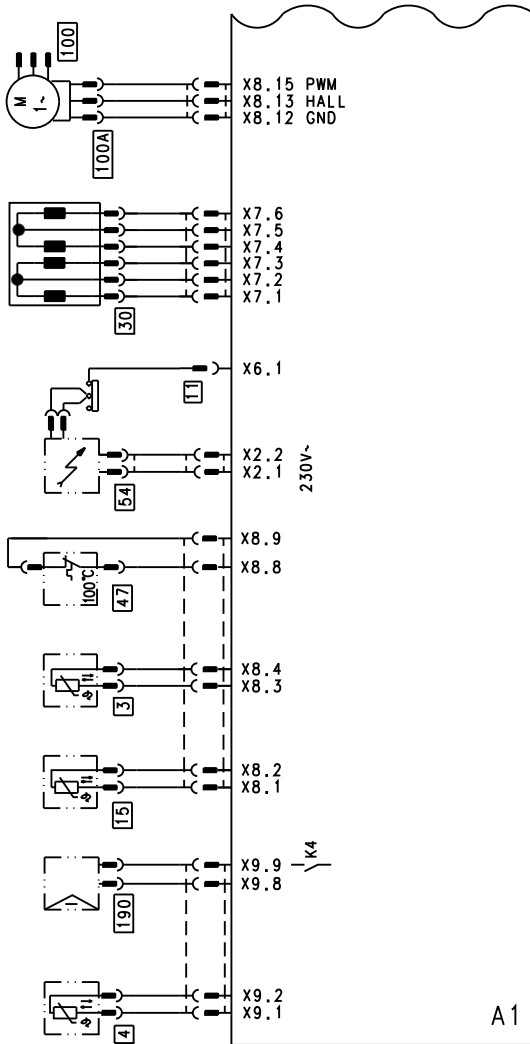 100
M
1~
X8.15 PWM
X8.13 HALL
X8.12 GND
100A
X7.6
X7.5
X7.4
X7.3
X7.2
X7.1
30
X6.1
11
X2.2
X2.1
230V~
54
X8.9
X8.8
100°C
47
X8.4
X8.3
3
X8.2
X8.1
15
X9.9
K4
X9.8
190
X9.2
X9.1
4
A1